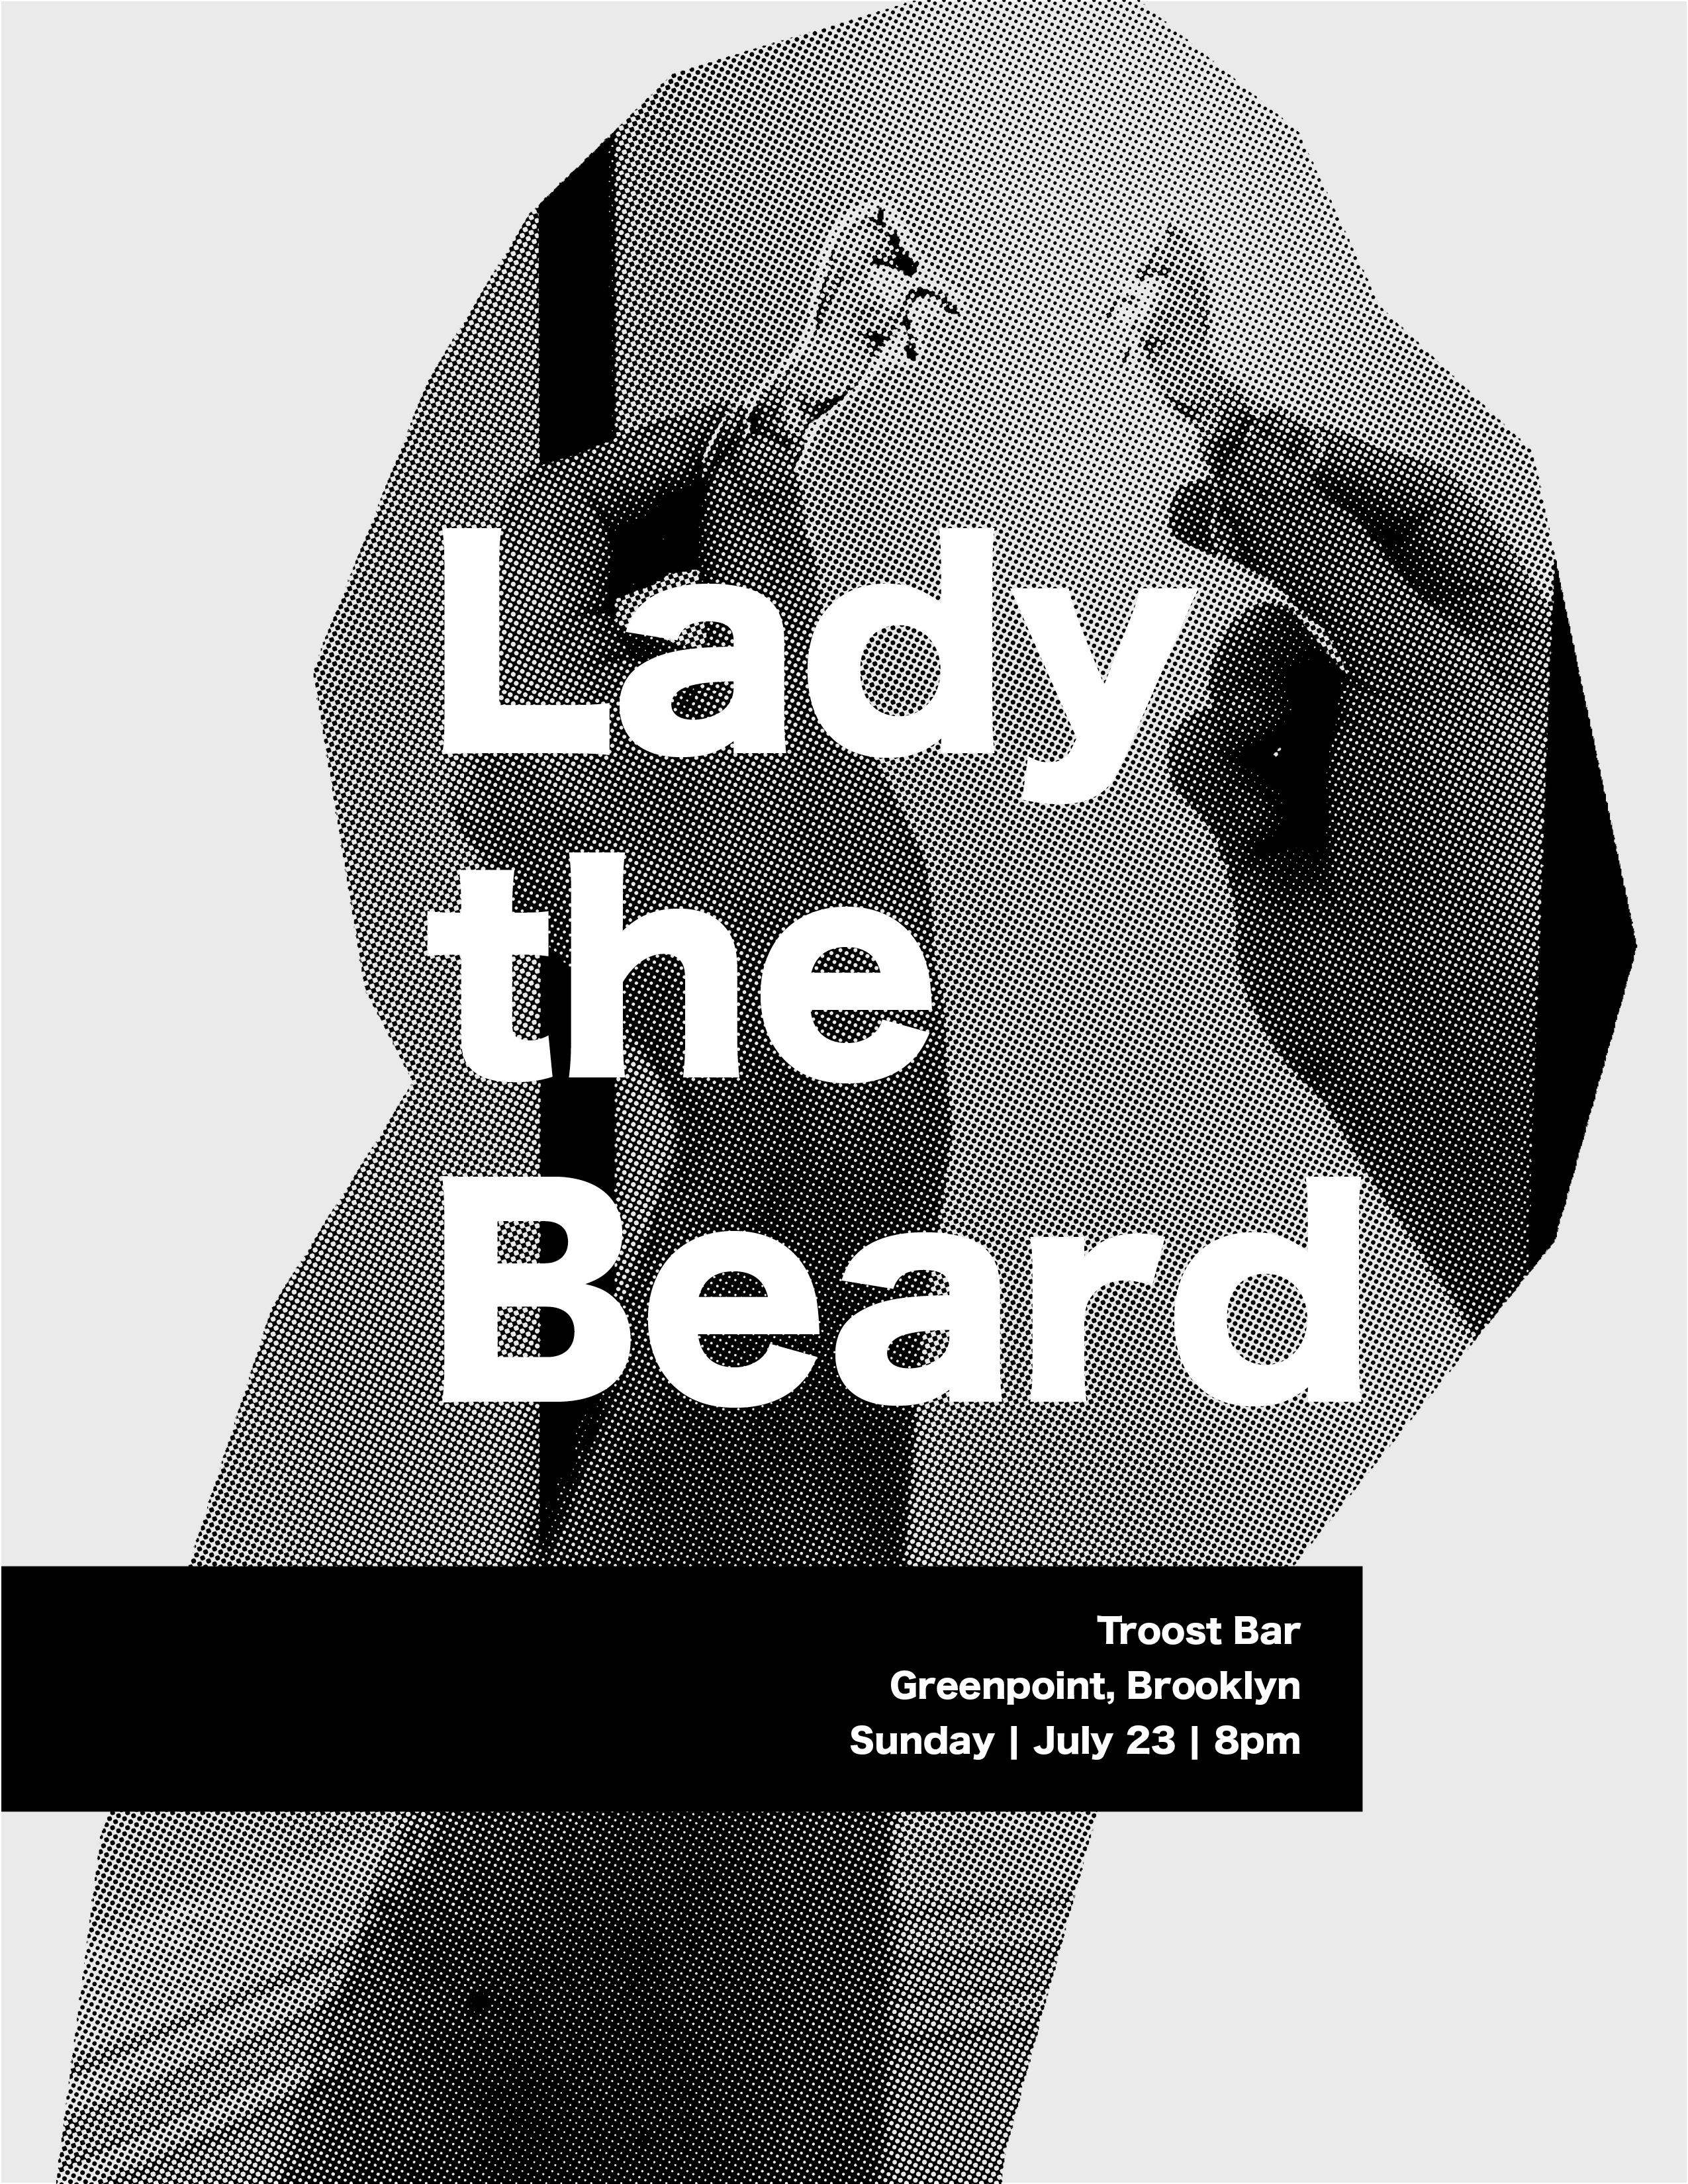 Lady
the
Beard
Troost Bar
Greenpoint, Brooklyn
Sunday | July 23 | 8pm